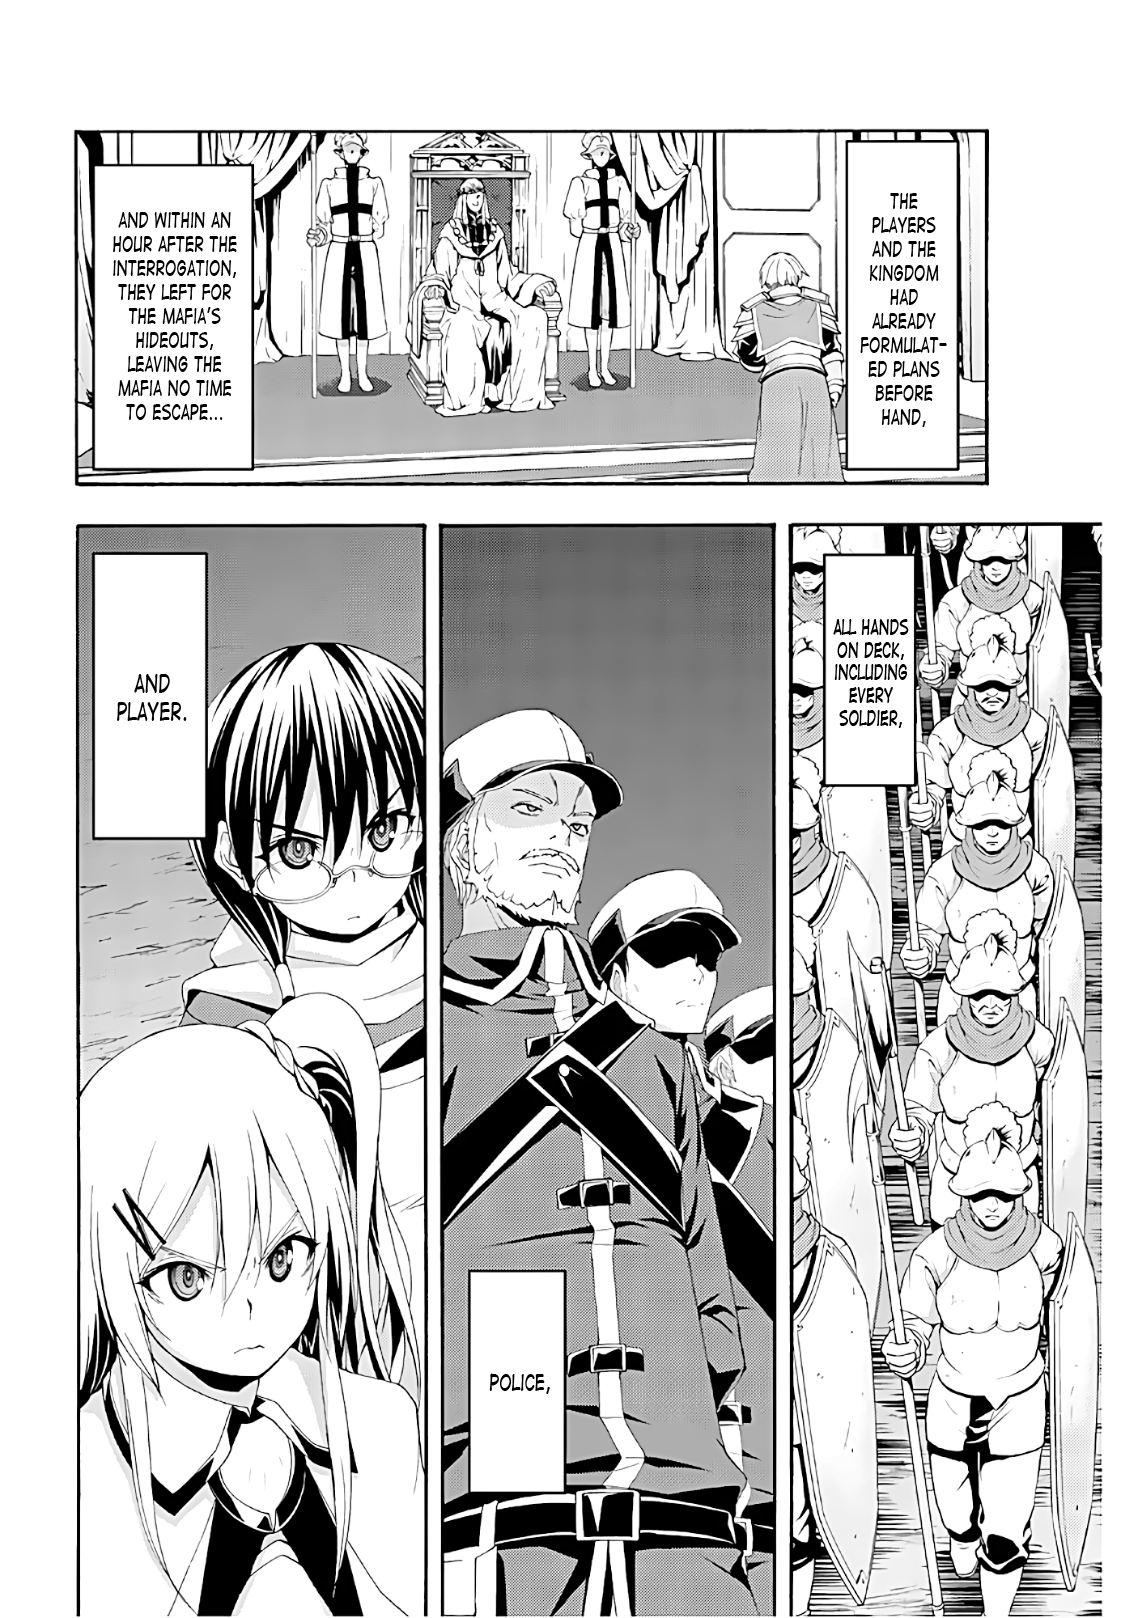 THE
PLAYERS
AND THE
KINGDOM
HAD
ALREADY
FORMULAT-
ED PLANS
BEFORE
HAND,
AND WITHIN AN
HOUR AFTER THE
INTERROGATION,
THEY LEFT FOR
THE MAFIA'S
HIDEOUTS,
LEAVING THE
MAFIA NO TIME
TO ESCAPE...
ALL HANDS
ON DECK,
INCLUDING
EVERY
SOLDIER,
POLICE,
AND
PLAYER.